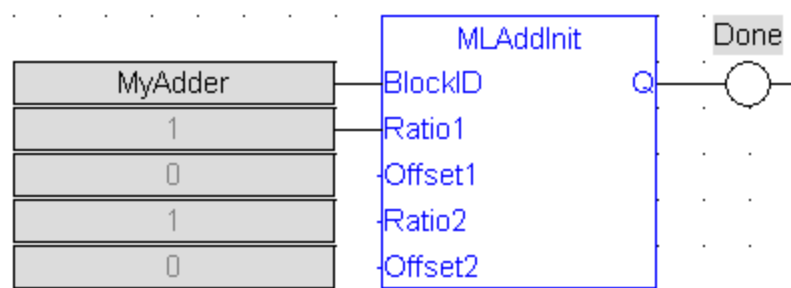 MLAddInit Done
MyAdder BlockID Q
1 Ratio1
0 Offset1
1 Ratio2
0 Offset2